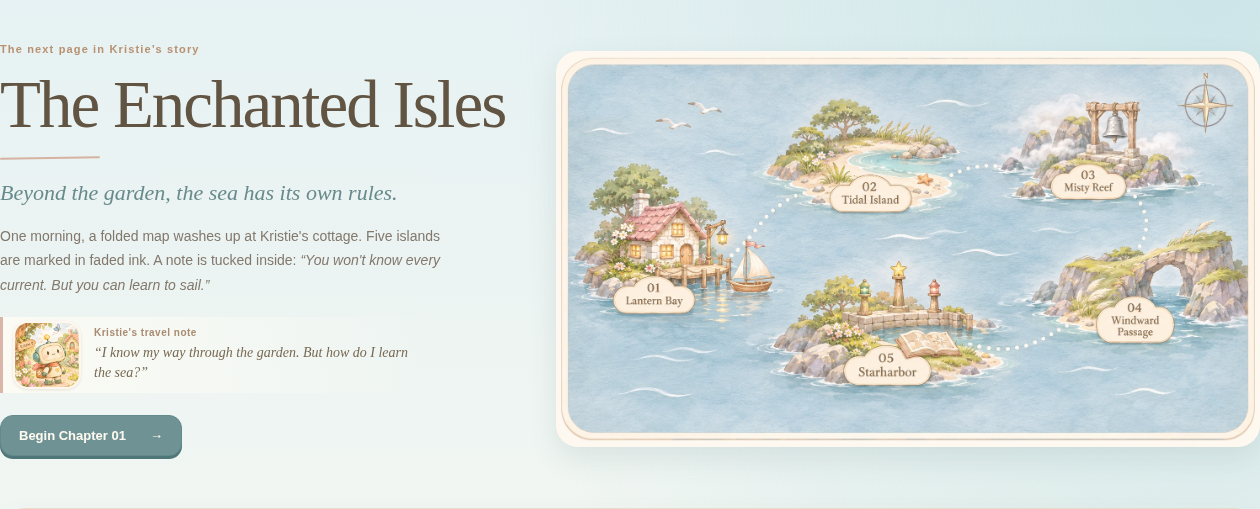 The next page in Kristie's story
The Enchanted Isles
Beyond the garden, the sea has its own rules.
One morning, a folded map washes up at Kristie's cottage. Five islands
are marked in faded ink. A note is tucked inside: “You won't know every
current. But you can learn to sail.”
Kristie's travel note
“I know my way through the garden. But how do I learn
the sea?”
Begin Chapter 01 →
N
02
Tidal Island
03
Misty Reef
01
Lantern Bay
04
Windward
Passage
05
Starharbor